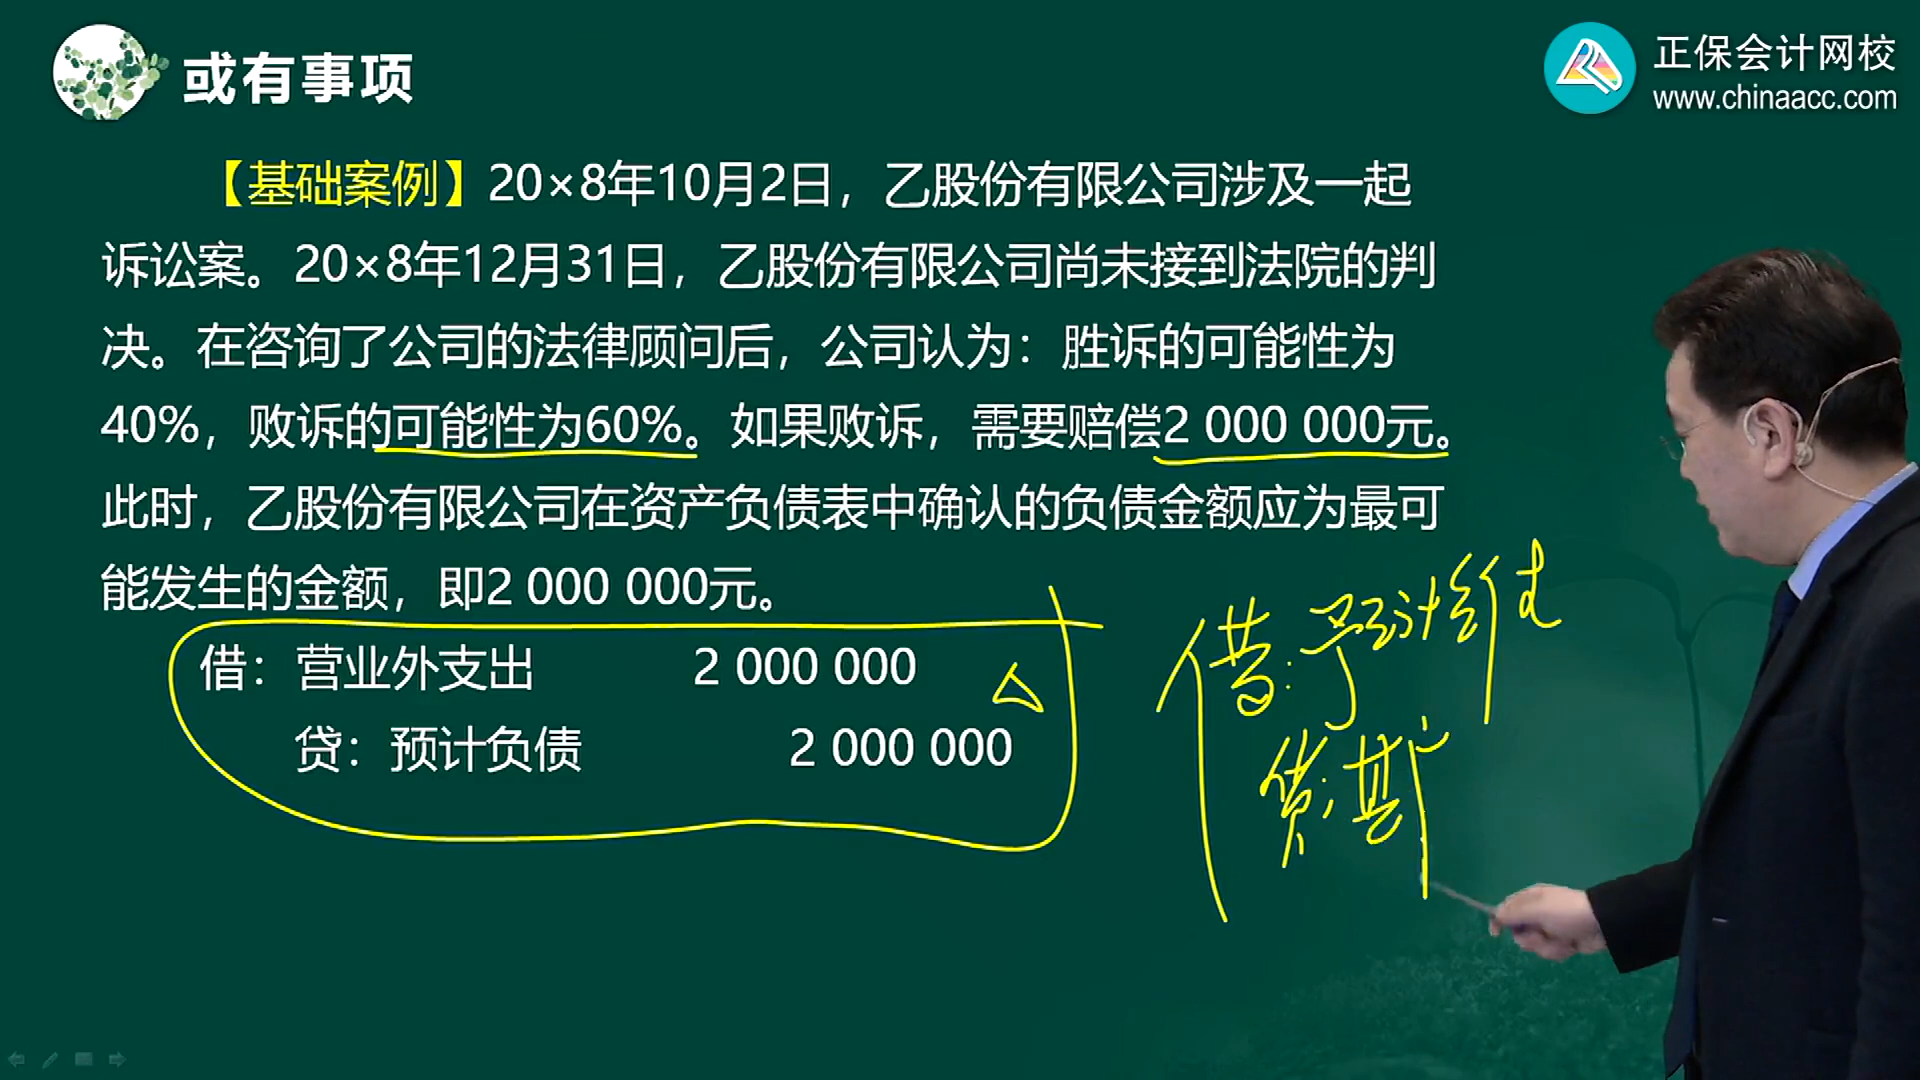 或有事项
正保会计网校
www.chinaacc.com
【基础案例】20×8年10月2日，乙股份有限公司涉及一起
诉讼案。20×8年12月31日，乙股份有限公司尚未接到法院的判
决。在咨询了公司的法律顾问后，公司认为：胜诉的可能性为
40%，败诉的可能性为60%。如果败诉，需要赔偿2 000 000元。
此时，乙股份有限公司在资产负债表中确认的负债金额应为最可
能发生的金额，即2 000 000元。
借：营业外支出 2 000 000
贷：预计负债 2 000 000
借：预计